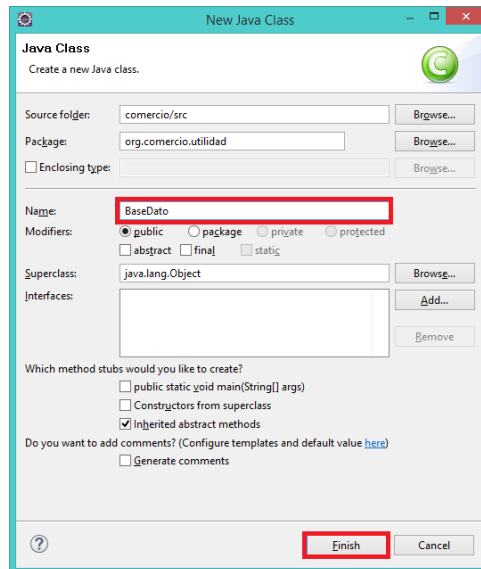 New Java Class
Java Class
Create a new Java class.
Source folder: comercio/src Browse...
Package: org.comercio.utilidad Browse...
Enclosing type: Browse...
Name: BaseDato
Modifiers: public package private protected
abstract final static
Superclass: java.lang.Object Browse...
Interfaces: Add...
Remove
Which method stubs would you like to create?
public static void main(String[] args)
Constructors from superclass
Inherited abstract methods
Do you want to add comments? (Configure templates and default value here)
Generate comments
? Finish Cancel